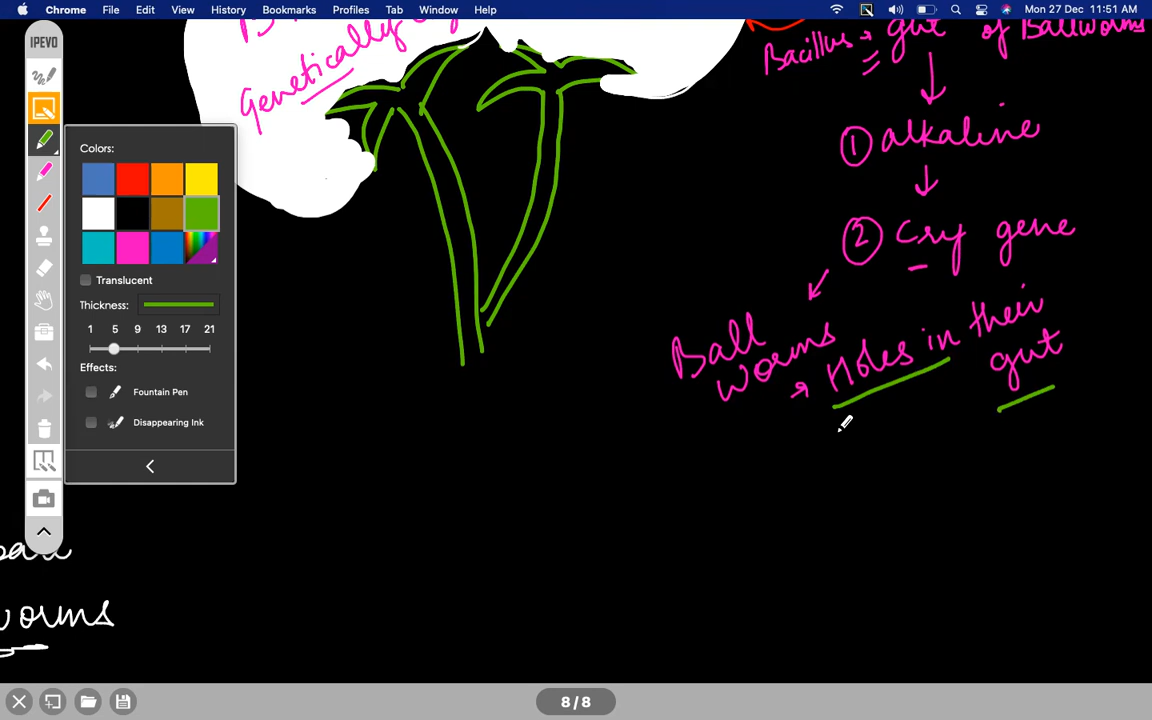 Chrome File Edit View History Bookmarks Profiles Tab Window Help Mon 27 Dec 11:51 AM
IPEVO
Genetically
Bacillus → gut of Ballworms
① alkaline
② Cry gene
Ball worms → Holes in their gut
Colors:
Translucent
Thickness:
1 5 9 13 17 21
Effects:
Fountain Pen
Disappearing Ink
ball
worms
8/8